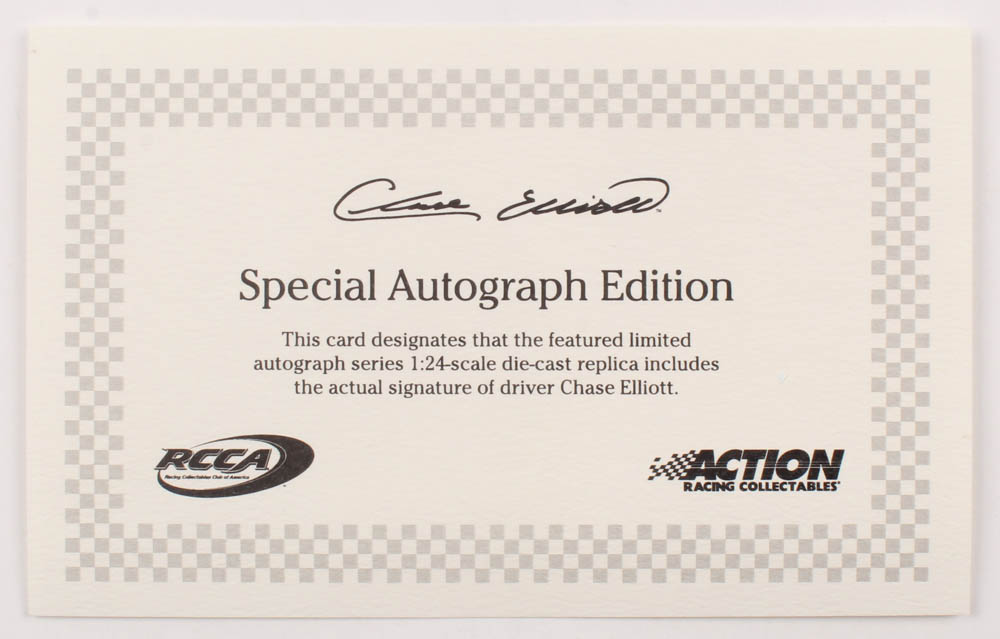 Chase Elliott™
Special Autograph Edition
This card designates that the featured limited
autograph series 1:24-scale die-cast replica includes
the actual signature of driver Chase Elliott.
RCCA
Racing Collectables Club of America
ACTION
RACING COLLECTABLES